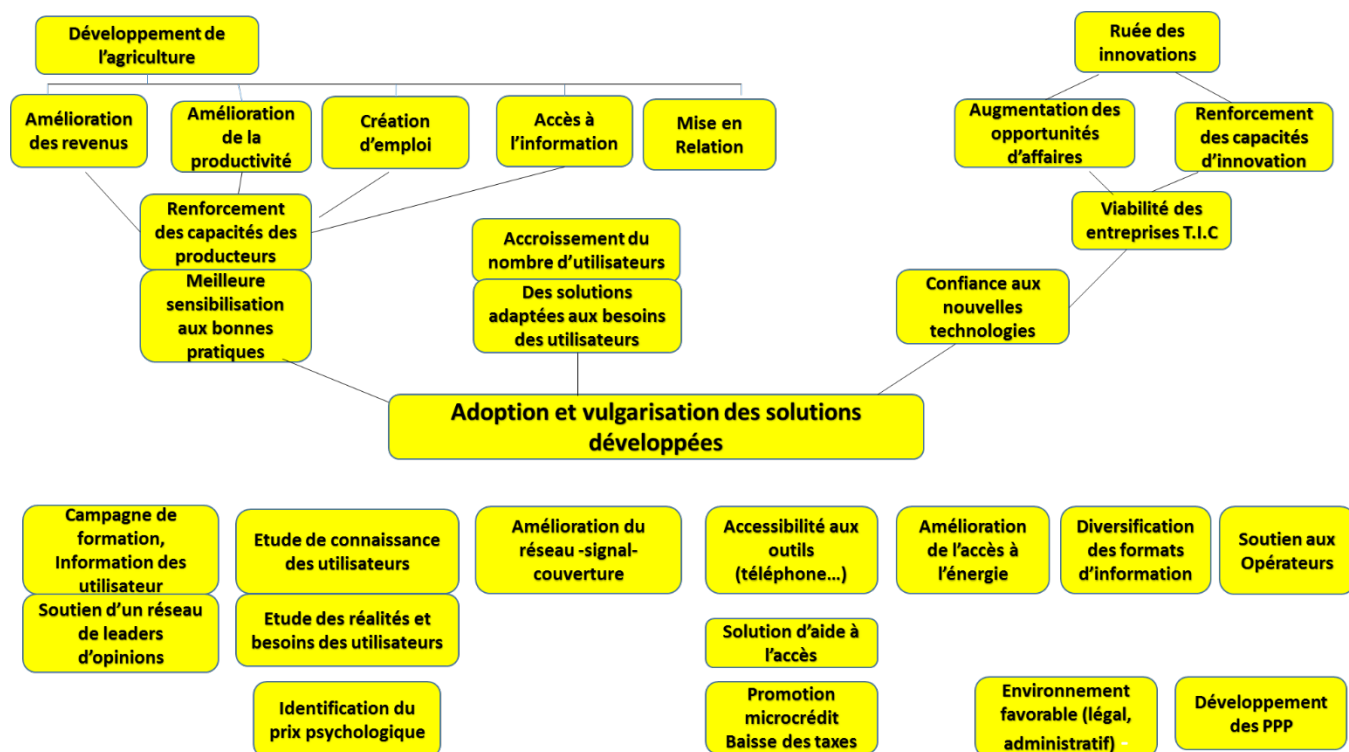 Développement de
l'agriculture
Ruée des
innovations
Amélioration
des revenus
Amélioration
de la
productivité
Création
d'emploi
Accès à
l'information
Mise en
Relation
Augmentation des
opportunités
d'affaires
Renforcement
des capacités
d'innovation
Renforcement
des capacités des
producteurs
Viabilité des
entreprises T.I.C
Accroissement du
nombre d'utilisateurs
Meilleure
sensibilisation
aux bonnes
pratiques
Des solutions
adaptées aux besoins
des utilisateurs
Confiance aux
nouvelles
technologies
Adoption et vulgarisation des solutions
développées
Campagne de
formation,
Information des
utilisateur
Etude de connaissance
des utilisateurs
Amélioration du
réseau -signal-
couverture
Accessibilité aux
outils
(téléphone...)
Amélioration
de l'accès à
l'énergie
Diversification
des formats
d'information
Soutien aux
Opérateurs
Soutien d'un réseau
de leaders
d'opinions
Etude des réalités et
besoins des utilisateurs
Solution d'aide à
l'accès
Identification du
prix psychologique
Promotion
microcrédit
Baisse des taxes
Environnement
favorable (légal,
administratif) -
Développement
des PPP